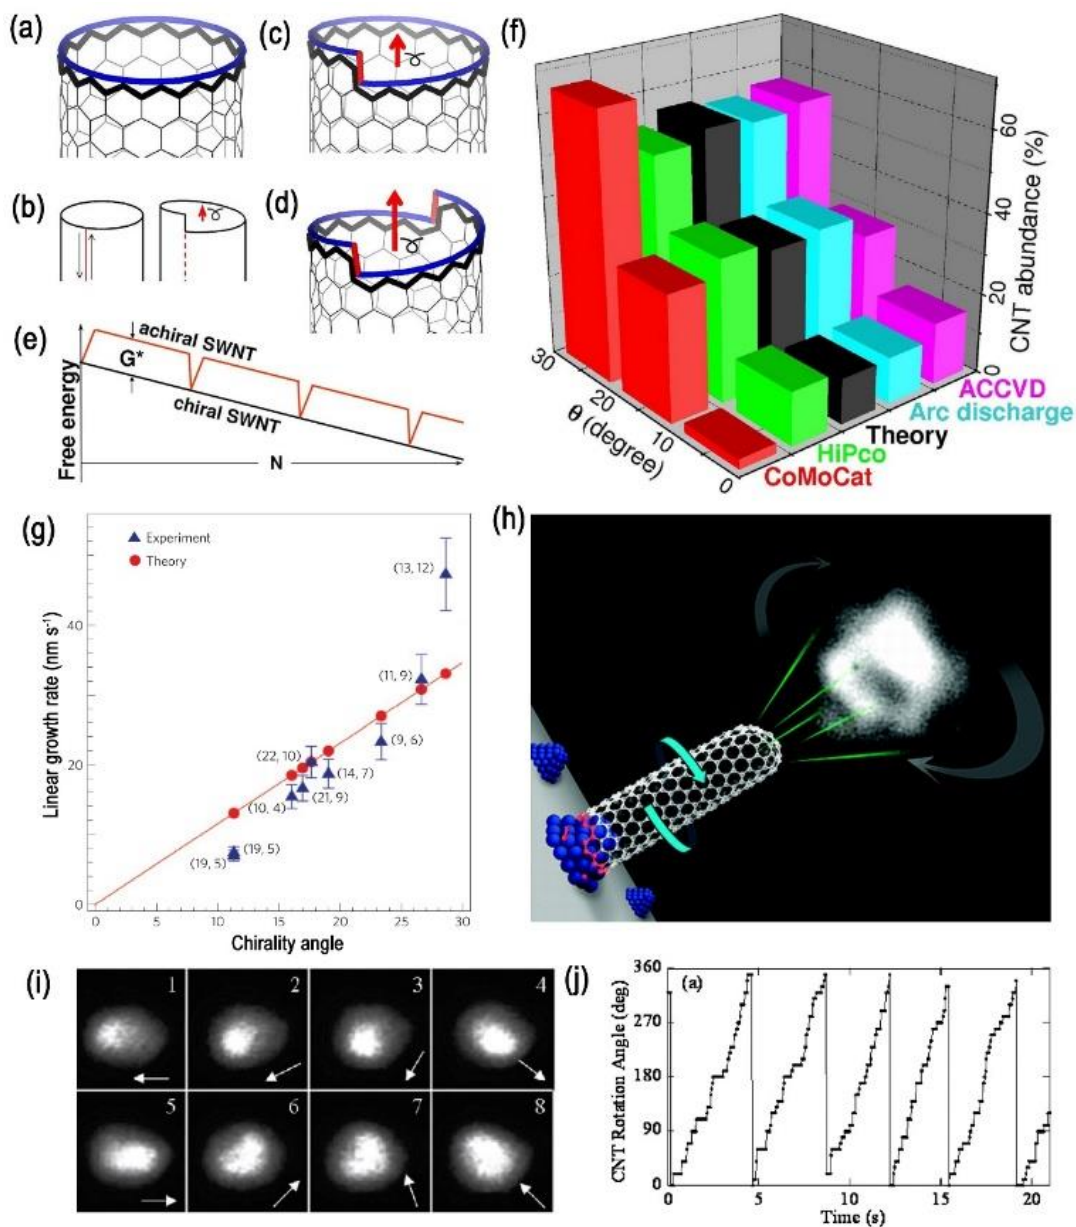 (a)
(c)
(b)
(d)
(e)
Free energy
achiral SWNT
G*
chiral SWNT
N
(f)
60
40
20
0
CNT abundance (%)
30
20
10
0
θ (degree)
ACCVD
Arc discharge
Theory
HiPco
CoMoCat
(g)
Experiment
Theory
(13, 12)
(11, 9)
(22, 10)
(9, 6)
(14, 7)
(10, 4)
(21, 9)
(19, 5)
(19, 5)
Linear growth rate (nm s⁻¹)
40
20
0
0 5 10 15 20 25 30
Chirality angle
(h)
(i)
1 2 3 4
5 6 7 8
(j)
(a)
CNT Rotation Angle (deg)
360
270
180
90
0
0 5 10 15 20
Time (s)